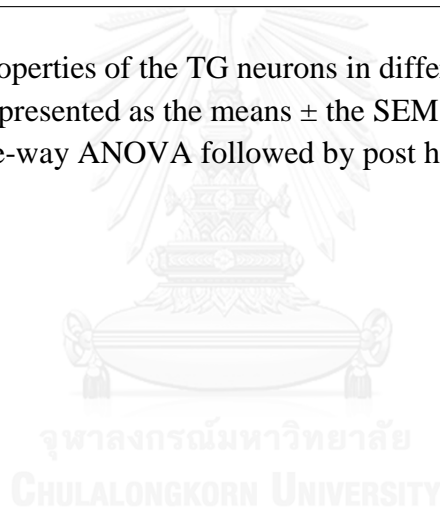 operties of the TG neurons in differe
presented as the means ± the SEM
e-way ANOVA followed by post h
จุฬาลงกรณ์มหาวิทยาลัย
CHULALONGKORN UNIVERSITY